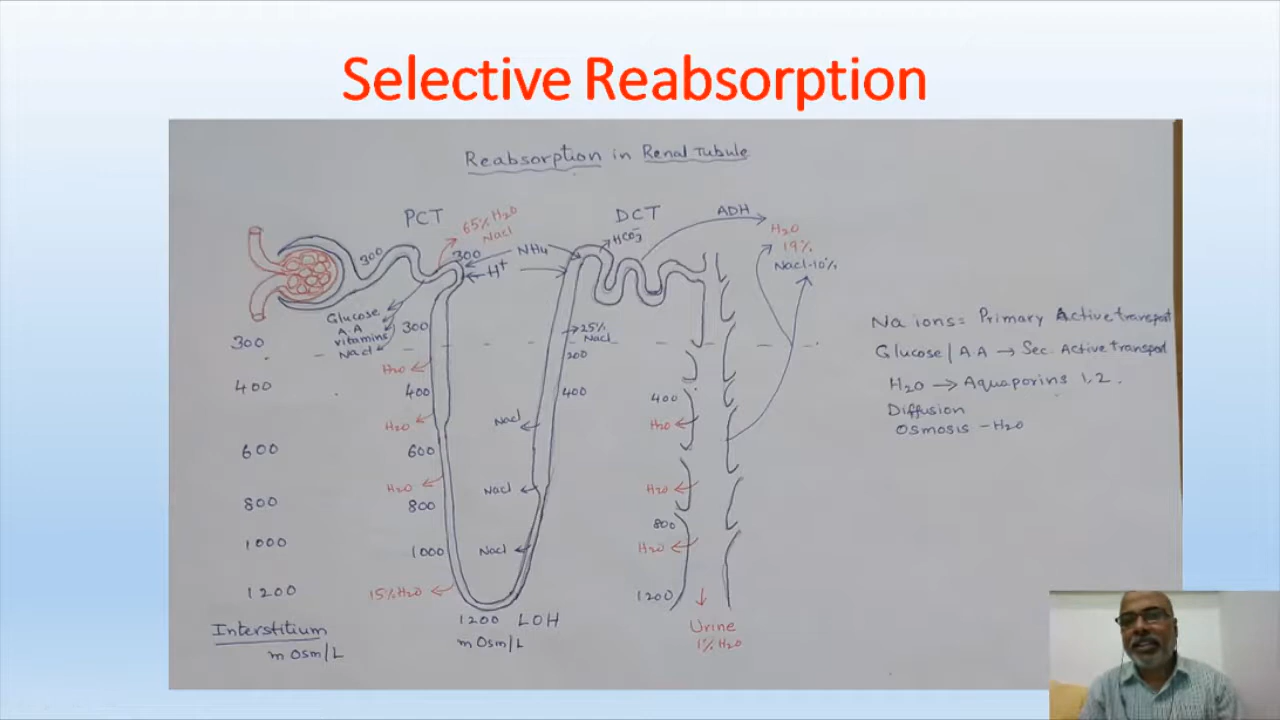 Selective Reabsorption
Reabsorption in Renal Tubule
PCT
65% H2O
Nacl
300
300
NH4
H+
DCT
HCO3-
ADH
H2O
19%
Nacl-10%
Glucose
A.A
vitamins
Nacl
300
400
600
800
1000
1200
Interstitium
m Osm/L
300
H2O
400
H2O
600
H2O
800
1000
15% H2O
1200 LOH
m Osm/L
25%
Nacl
200
400
Nacl
Nacl
Nacl
400
H2O
H2O
800
H2O
1200
Urine
1% H2O
Na ions = Primary Active transport
Glucose | A A → Sec. Active transport
H2O → Aquaporins 1, 2.
Diffusion
Osmosis - H2O